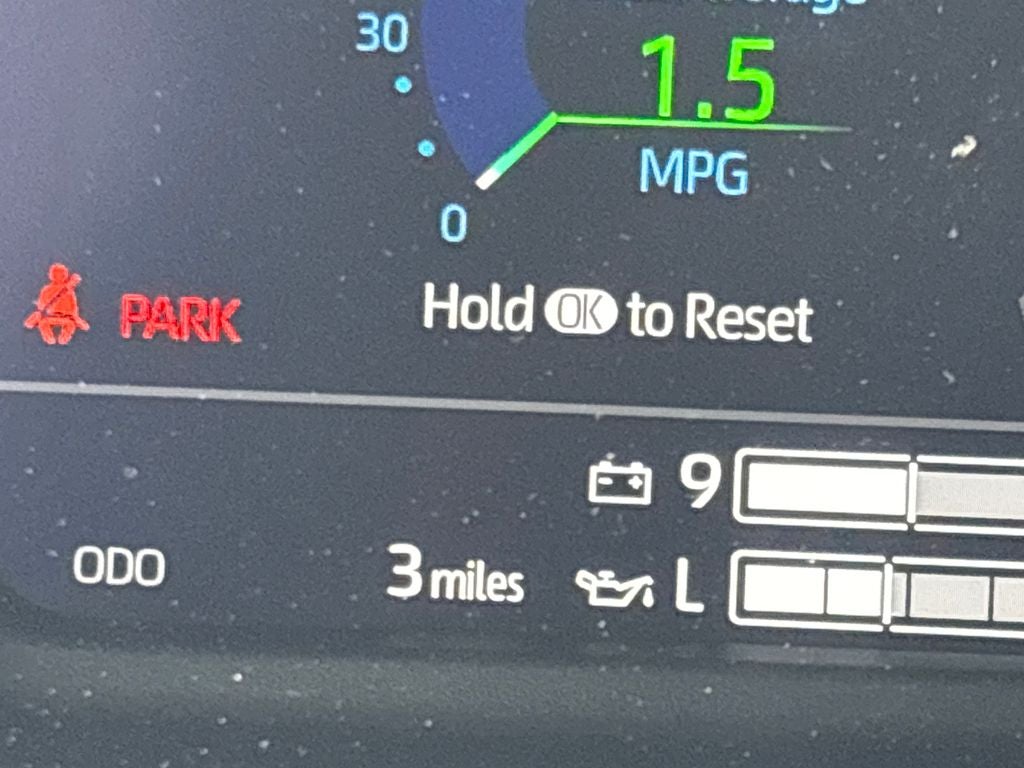 30
1.5
MPG
0
PARK
Hold OK to Reset
9
ODO 3 miles L